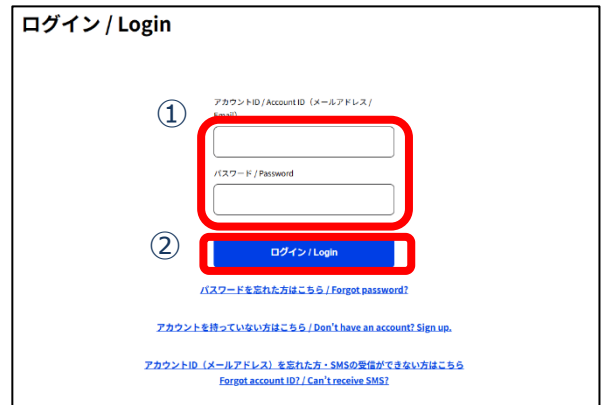 ログイン / Login
①
アカウントID / Account ID（メールアドレス /
Email）
パスワード / Password
②
ログイン / Login
パスワードを忘れた方はこちら / Forgot password?
アカウントを持っていない方はこちら / Don't have an account? Sign up.
アカウントID（メールアドレス）を忘れた方・SMSの受信ができない方はこちら
Forgot account ID? / Can't receive SMS?